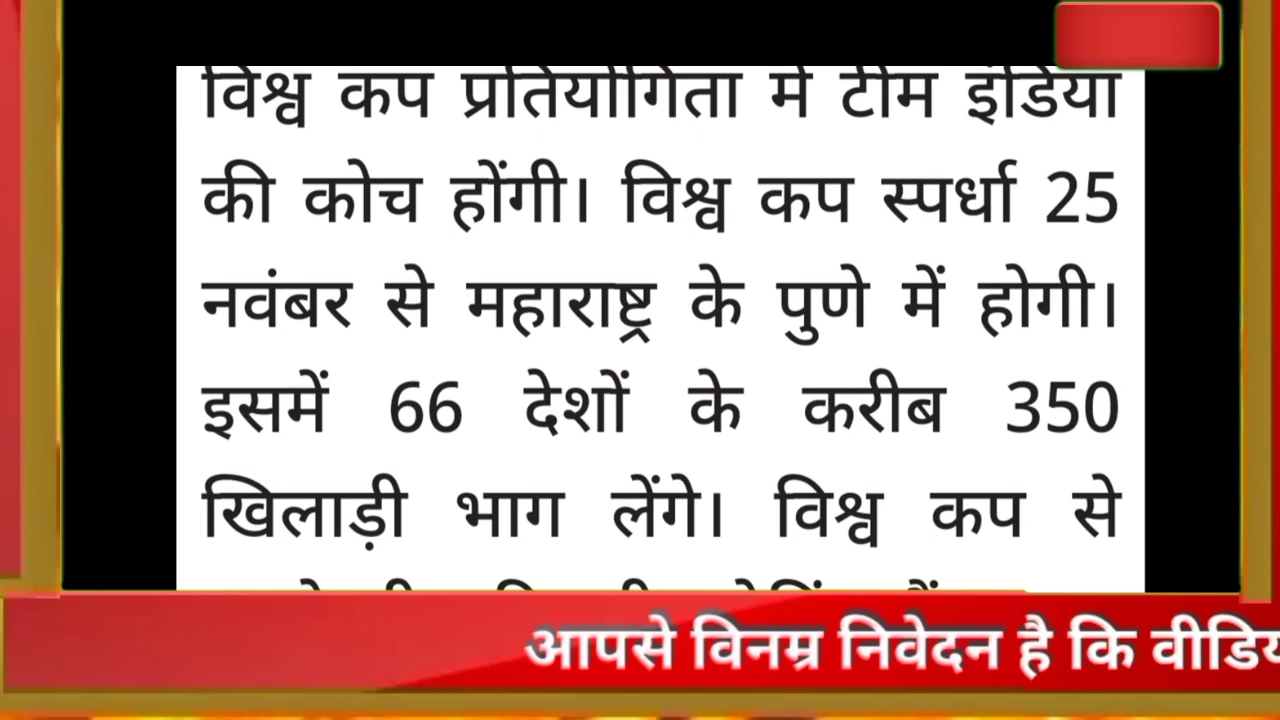 विश्व कप प्रतियोगिता में टीम इंडिया
की कोच होंगी। विश्व कप स्पर्धा 25
नवंबर से महाराष्ट्र के पुणे में होगी।
इसमें 66 देशों के करीब 350
खिलाड़ी भाग लेंगे। विश्व कप से
आपसे विनम्र निवेदन है कि